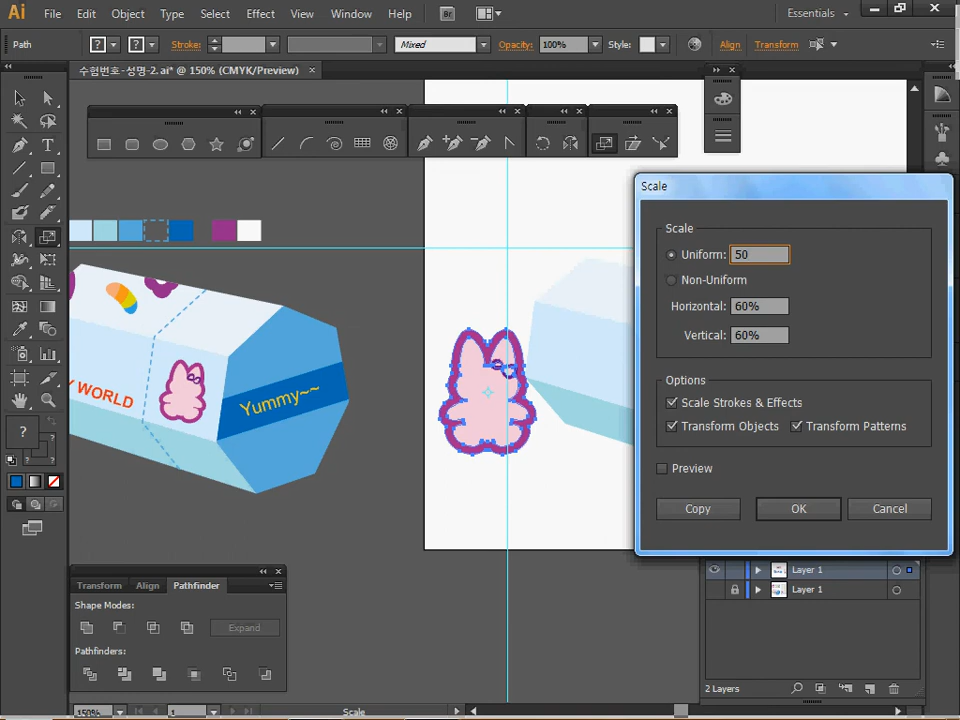 Ai File Edit Object Type Select Effect View Window Help Br Essentials
Path ? ? Stroke: Mixed Opacity: 100% Style: Align Transform
수험번호-성명-2.ai* @ 150% (CMYK/Preview)
Scale
Scale
Uniform: 50
Non-Uniform
Horizontal: 60%
Vertical: 60%
Options
Scale Strokes & Effects
Transform Objects Transform Patterns
Preview
Copy OK Cancel
Y WORLD
Yummy~~
?
Layer 1
Layer 1
2 Layers
Transform Align Pathfinder
Shape Modes:
Expand
Pathfinders:
150% 1 Scale